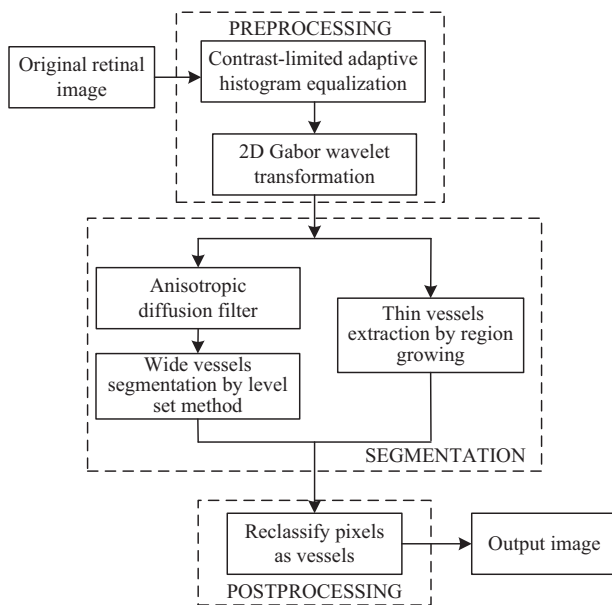 PREPROCESSING
Original retinal
image
Contrast-limited adaptive
histogram equalization
2D Gabor wavelet
transformation
Anisotropic
diffusion filter
Thin vessels
extraction by region
growing
Wide vessels
segmentation by level
set method
SEGMENTATION
Reclassify pixels
as vessels
Output image
POSTPROCESSING